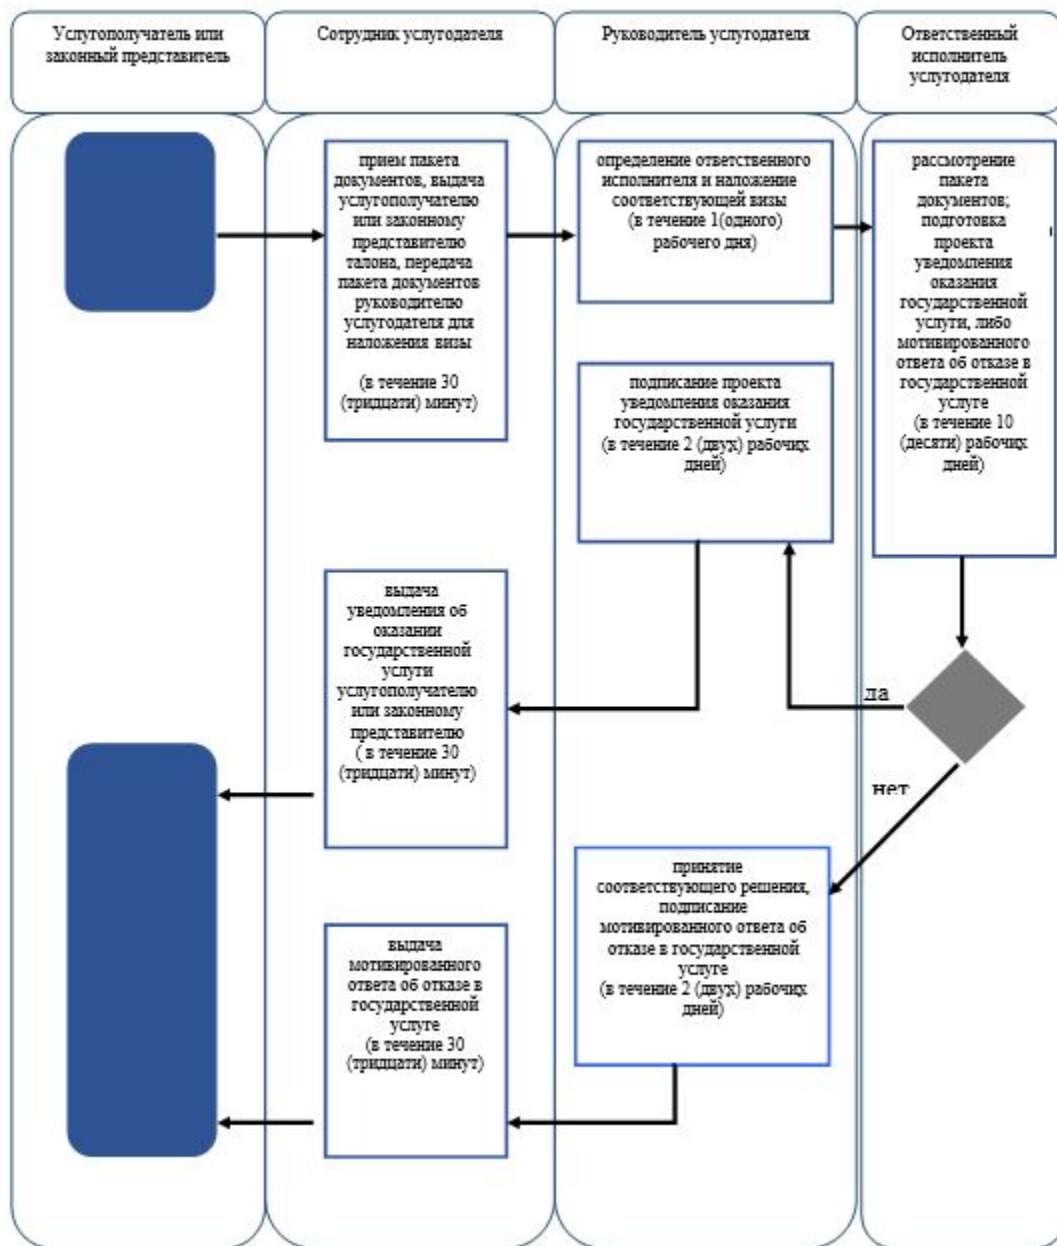 Услугополучатель или
законный представитель
Сотрудник услугодателя
Руководитель услугодателя
Ответственный
исполнитель
услугодателя
прием пакета
документов, выдача
услугополучателю
или законному
представителю
талона, передача
пакета документов
руководителю
услугодателя для
наложения визы
(в течение 30
(тридцати) минут)
определение ответственного
исполнителя и наложение
соответствующей визы
(в течение 1(одного)
рабочего дня)
рассмотрение
пакета
документов;
подготовка
проекта
уведомления
оказания
государственной
услуги, либо
мотивированного
ответа об отказе в
государственной
услуге
(в течение 10
(десяти) рабочих
дней)
подписание проекта
уведомления оказания
государственной услуги
(в течение 2 (двух) рабочих
дней)
выдача
уведомления об
оказании
государственной
услуги
услугополучателю
или законному
представителю
( в течение 30
(тридцати) минут)
да
нет
принятие
соответствующего решения,
подписание
мотивированного ответа об
отказе в государственной
услуге
(в течение 2 (двух) рабочих
дней)
выдача
мотивированного
ответа об отказе в
государственной
услуге
(в течение 30
(тридцати) минут)